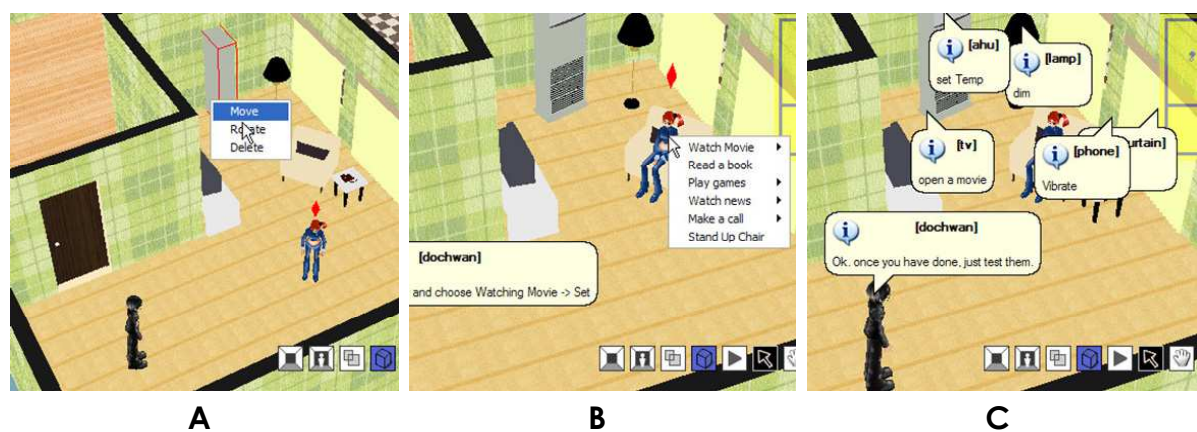 Move
Rotate
Delete
A
Watch Movie
Read a book
Play games
Watch news
Make a call
Stand Up Chair
[dochwan]
and choose Watching Movie -> Set
B
[ahu]
set Temp
[lamp]
dim
[tv]
open a movie
[phone]
Vibrate
urtain]
[dochwan]
Ok. once you have done, just test them.
C